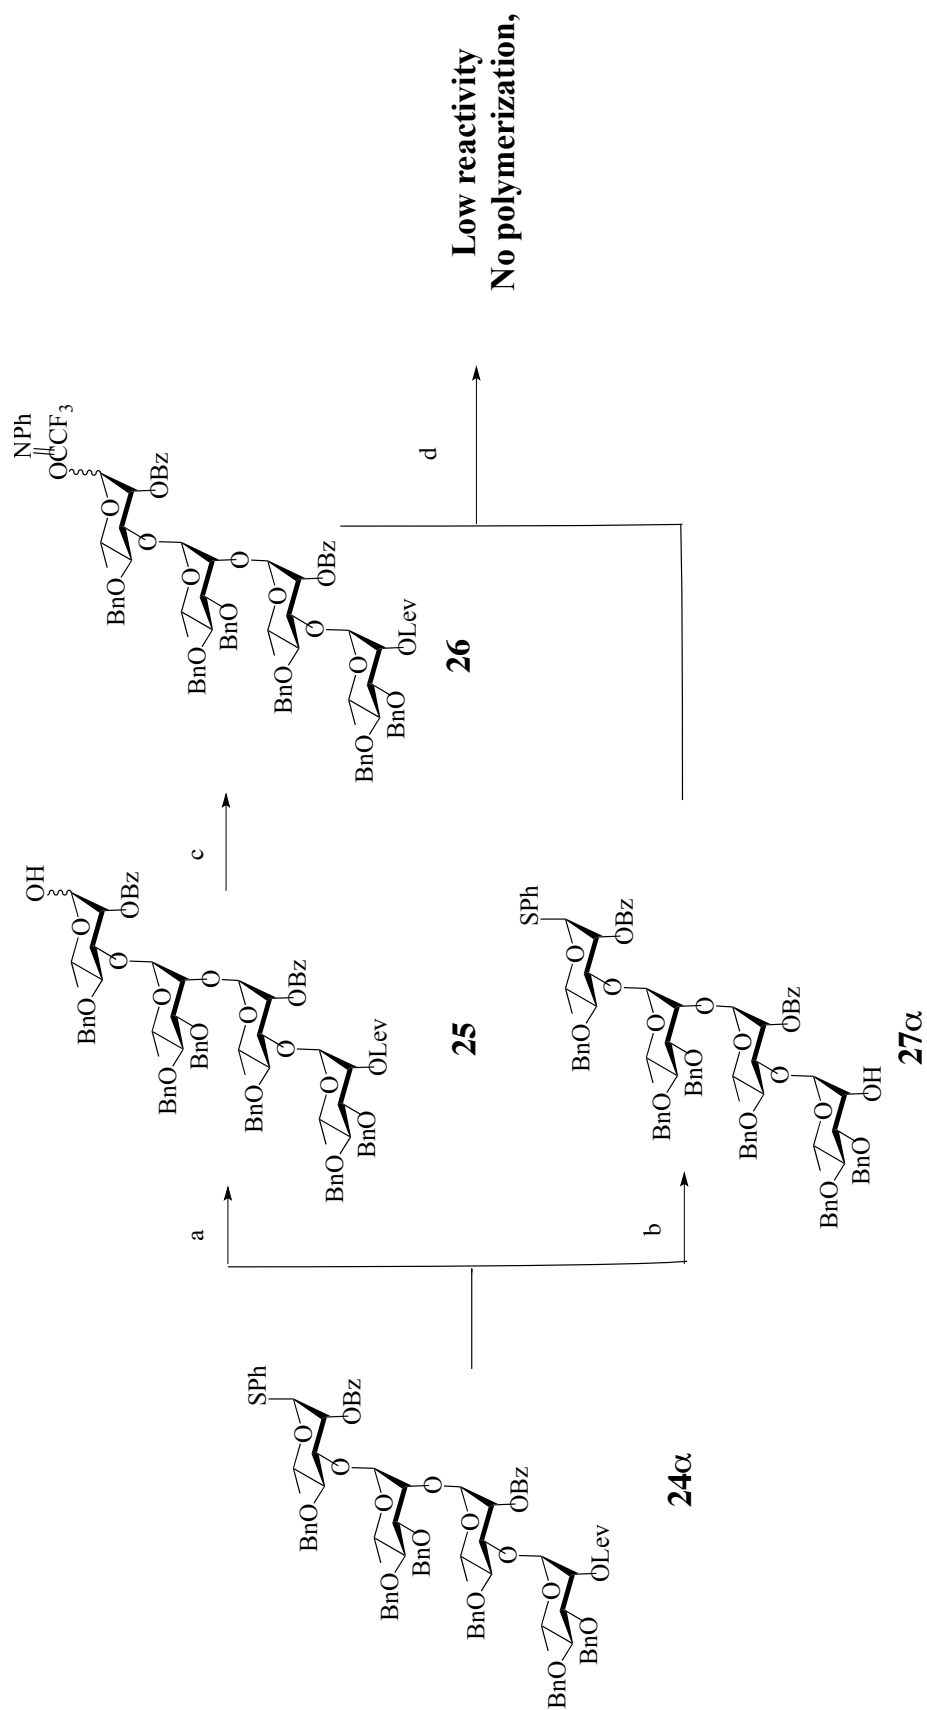 SPh
O
BnO
O
OBz
O
BnO
BnO
O
O
BnO
O
OBz
O
BnO
BnO
OLev
24α
a
OH
O
BnO
O
OBz
O
BnO
BnO
O
O
BnO
O
OBz
O
BnO
BnO
OLev
25
c
NPh
OCCF3
O
BnO
O
OBz
O
BnO
BnO
O
O
BnO
O
OBz
O
BnO
BnO
OLev
26
b
SPh
O
BnO
O
OBz
O
BnO
BnO
O
O
BnO
O
OBz
O
BnO
BnO
OH
27α
d
Low reactivity
No polymerization,